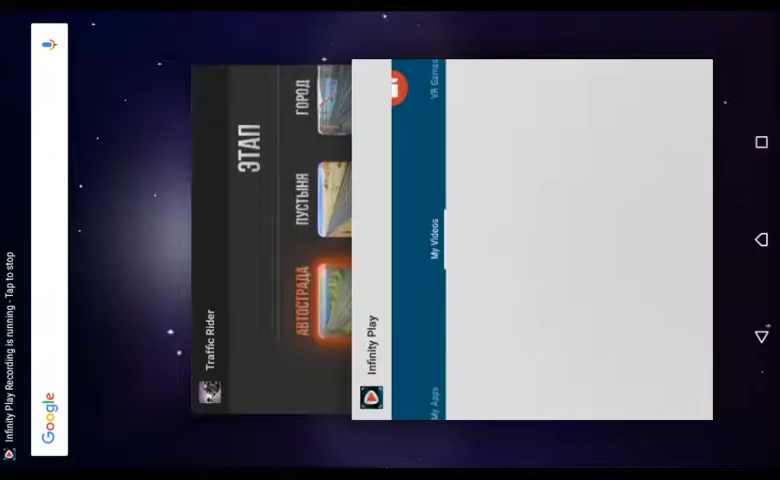 Infinity Play Recording is running - Tap to stop
Google
Traffic Rider
ЭТАП
АВТОСТРАДА
ПУСТЫНЯ
ГОРОД
Infinity Play
My Apps
My Videos
VR Games